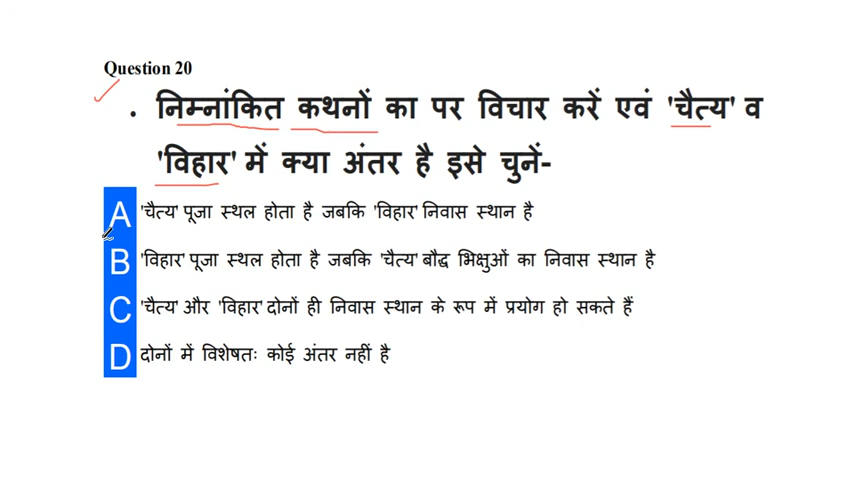 Question 20
• निम्नांकित कथनों का पर विचार करें एवं 'चैत्य' व
'विहार' में क्या अंतर है इसे चुनें-
A 'चैत्य' पूजा स्थल होता है जबकि 'विहार' निवास स्थान है
B 'विहार' पूजा स्थल होता है जबकि 'चैत्य' बौद्ध भिक्षुओं का निवास स्थान है
C 'चैत्य' और 'विहार' दोनों ही निवास स्थान के रूप में प्रयोग हो सकते हैं
D दोनों में विशेषतः कोई अंतर नहीं है